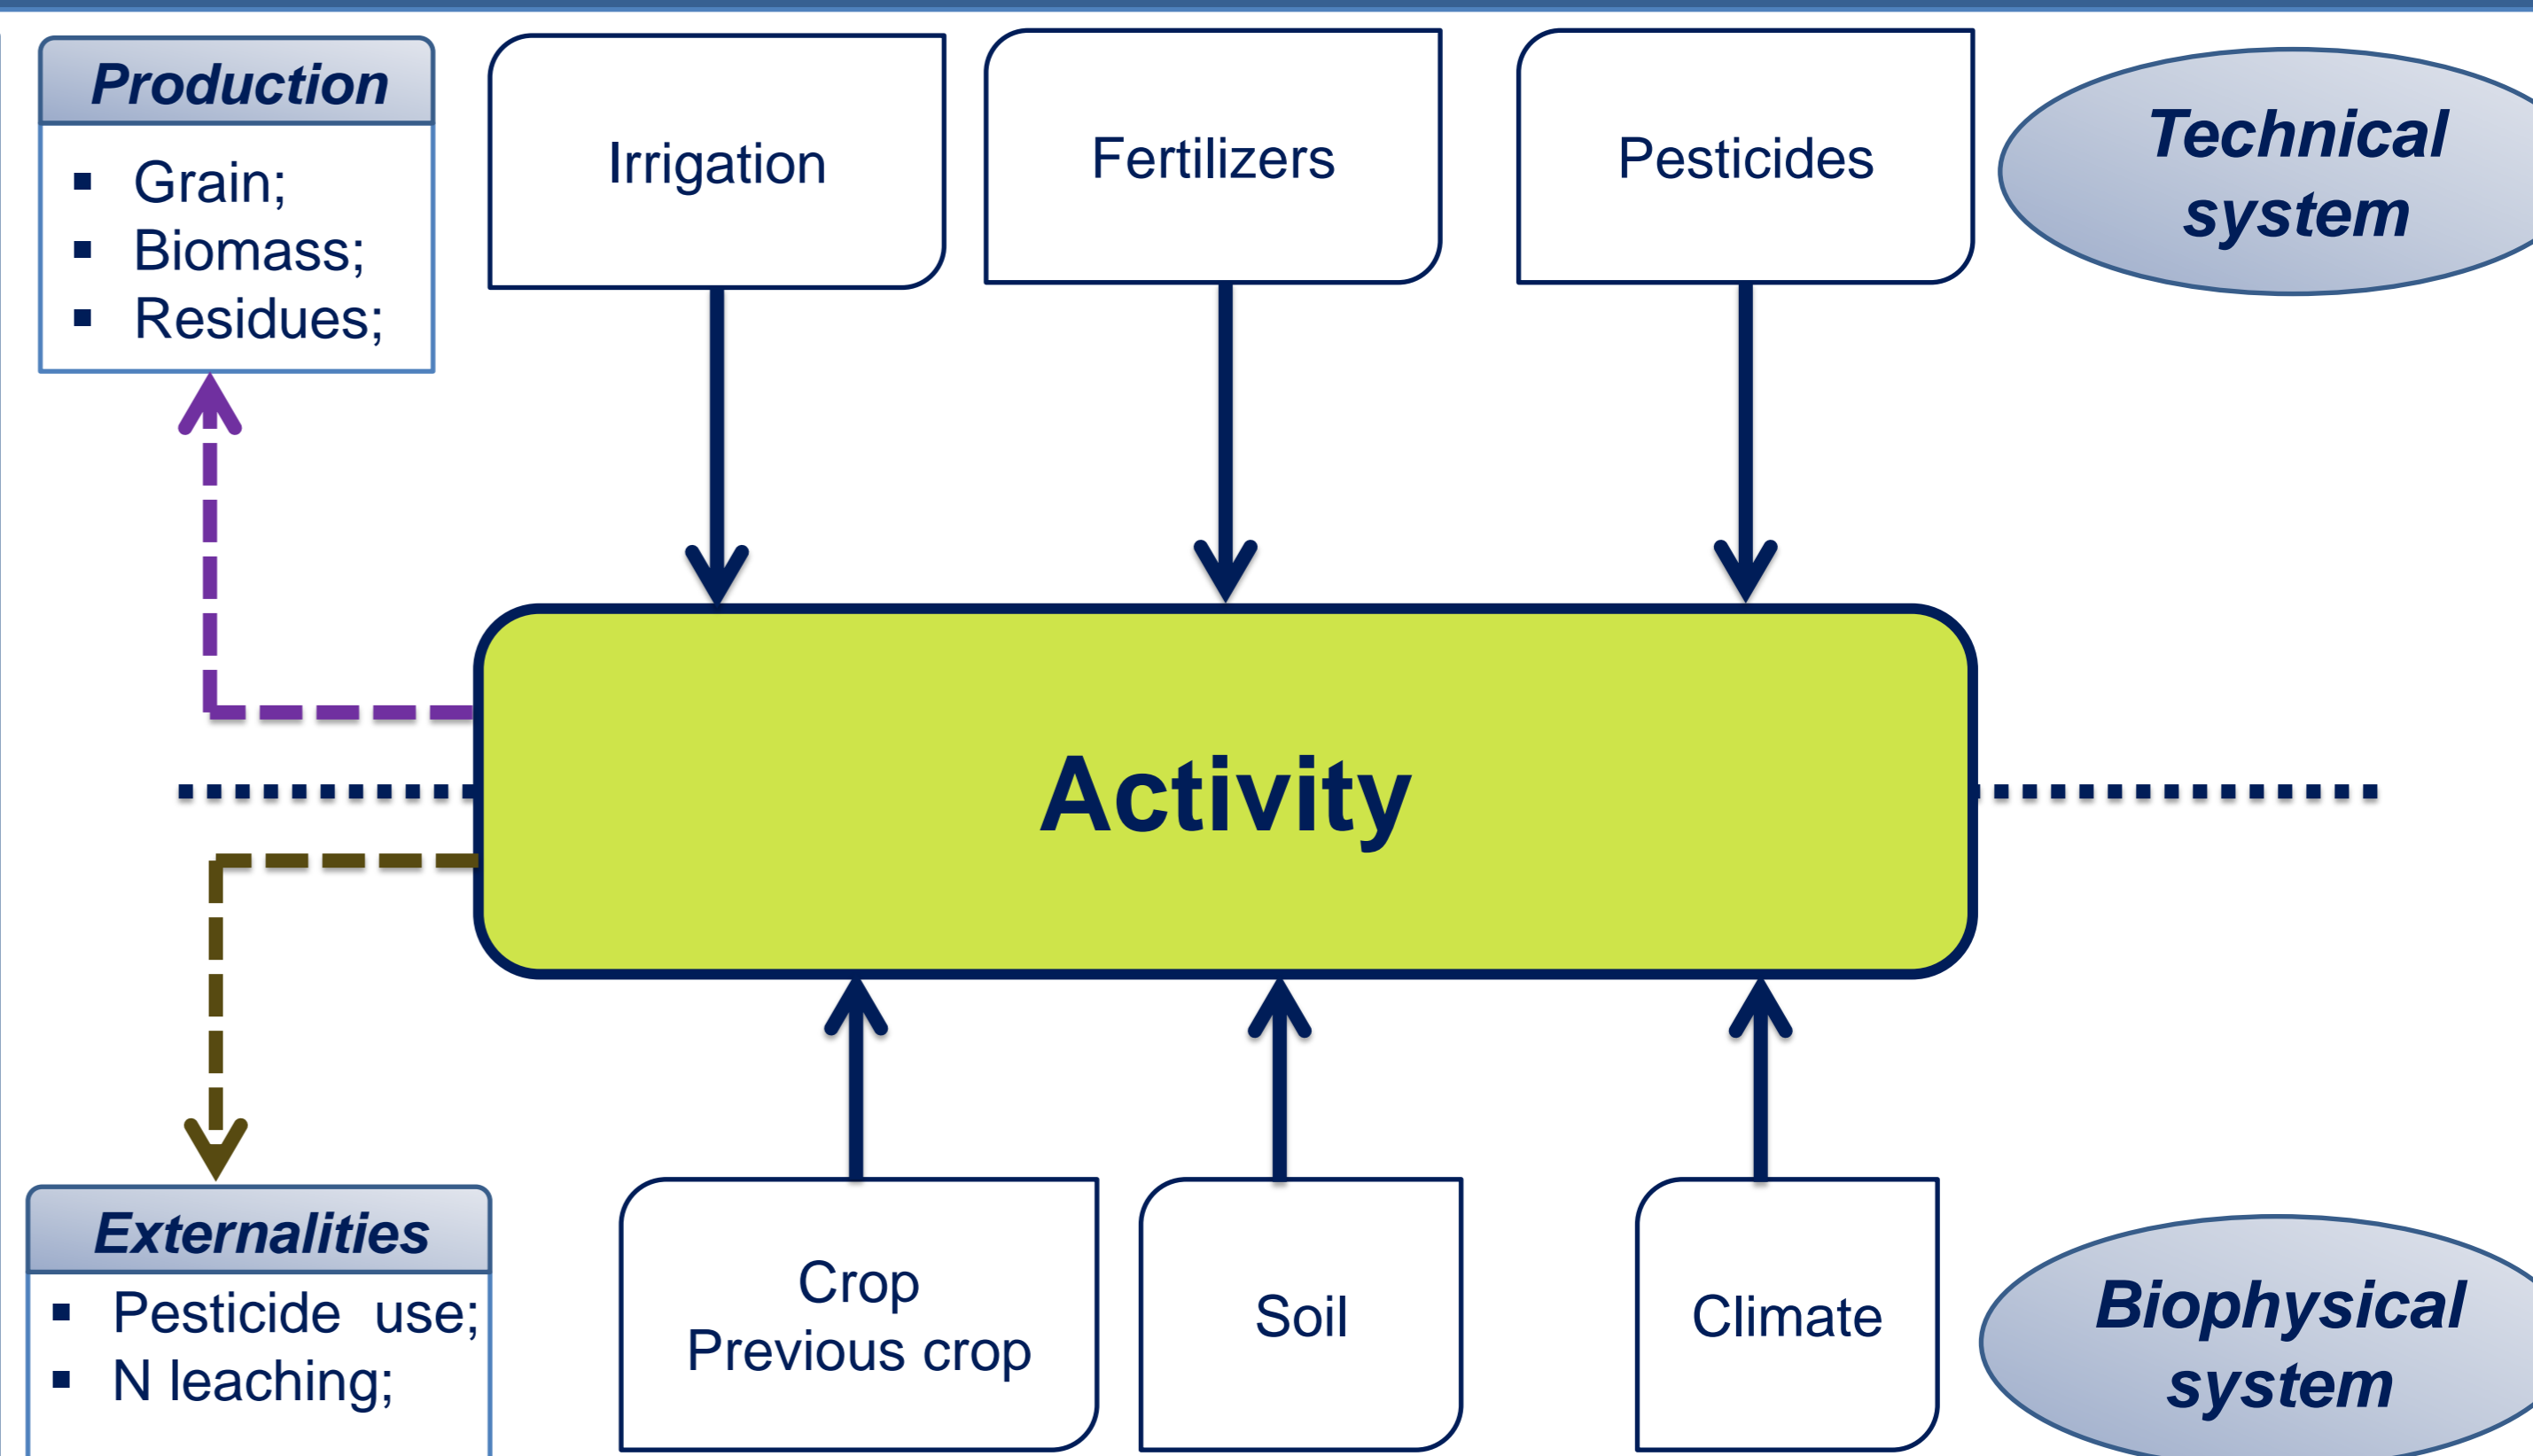 Production
▪ Grain;
▪ Biomass;
▪ Residues;
Irrigation
Fertilizers
Pesticides
Technical
system
Activity
Externalities
▪ Pesticide use;
▪ N leaching;
Crop
Previous crop
Soil
Climate
Biophysical
system